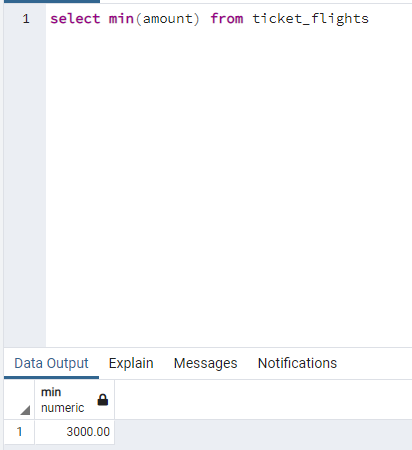 1 select min(amount) from ticket_flights
Data Output Explain Messages Notifications
min
numeric
1 3000.00